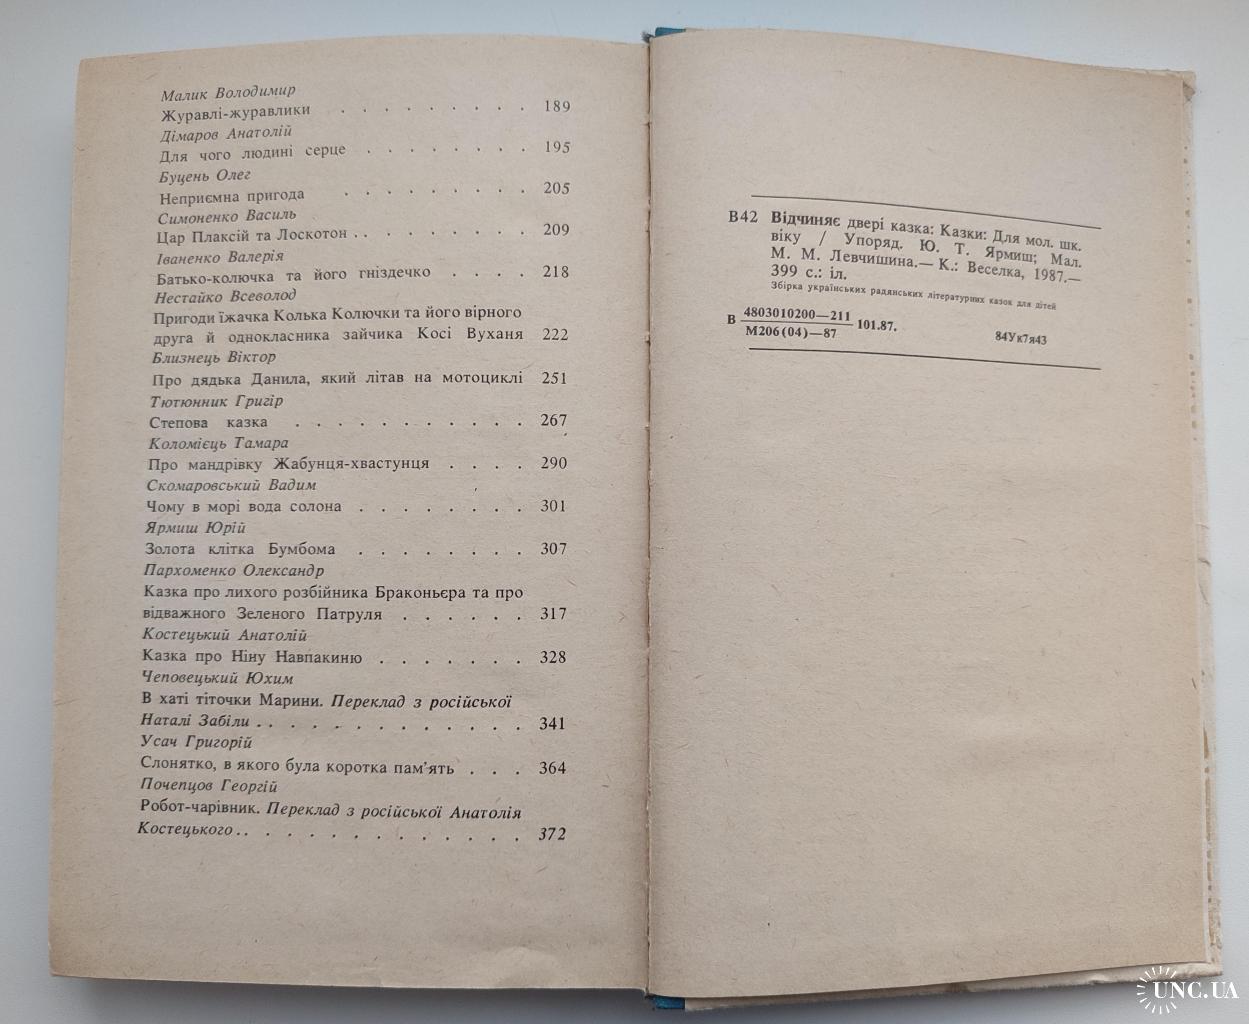 Малик Володимир
Журавлі-журавлики . . . . . . . . . 189
Дімаров Анатолій
Для чого людині серце . . . . . . . . 195
Буцень Олег
Неприємна пригода . . . . . . . . . 205
Симоненко Василь
Цар Плаксій та Лоскотон . . . . . . . . 209
Іваненко Валерія
Батько-колючка та його гніздечко . . . . 218
Нестайко Всеволод
Пригоди їжачка Колька Колючки та його вірного
друга й однокласника зайчика Косі Вуханя 222
Близнець Віктор
Про дядька Данила, який літав на мотоциклі 251
Тютюнник Григір
Степова казка . . . . . . . . . . . 267
Коломієць Тамара
Про мандрівку Жабунця-хвастунця . . . . 290
Скомаровський Вадим
Чому в морі вода солона . . . . . . . . 301
Ярмиш Юрій
Золота клітка Бумбома . . . . . . . . 307
Пархоменко Олександр
Казка про лихого розбійника Браконьєра та про
відважного Зеленого Патруля . . . . . . 317
Костецький Анатолій
Казка про Ніну Навпакиню . . . . . . . 328
Чеповецький Юхим
В хаті тіточки Марини. Переклад з російської
Наталі Забіли . . . . . . . . . . . . . 341
Усач Григорій
Слонятко, в якого була коротка пам'ять . . . 364
Почепцов Георгій
Робот-чарівник. Переклад з російської Анатолія
Костецького . . . . . . . . . . . . . . 372
В42 Відчиняє двері казка: Казки: Для мол. шк.
віку / Упоряд. Ю. Т. Ярмиш; Мал.
М. М. Левчишина.— К.: Веселка, 1987.—
399 с.: іл.
Збірка українських радянських літературних казок для дітей
В 4803010200—211
М206(04)—87 101.87.
84Ук7я43
UNC.UA